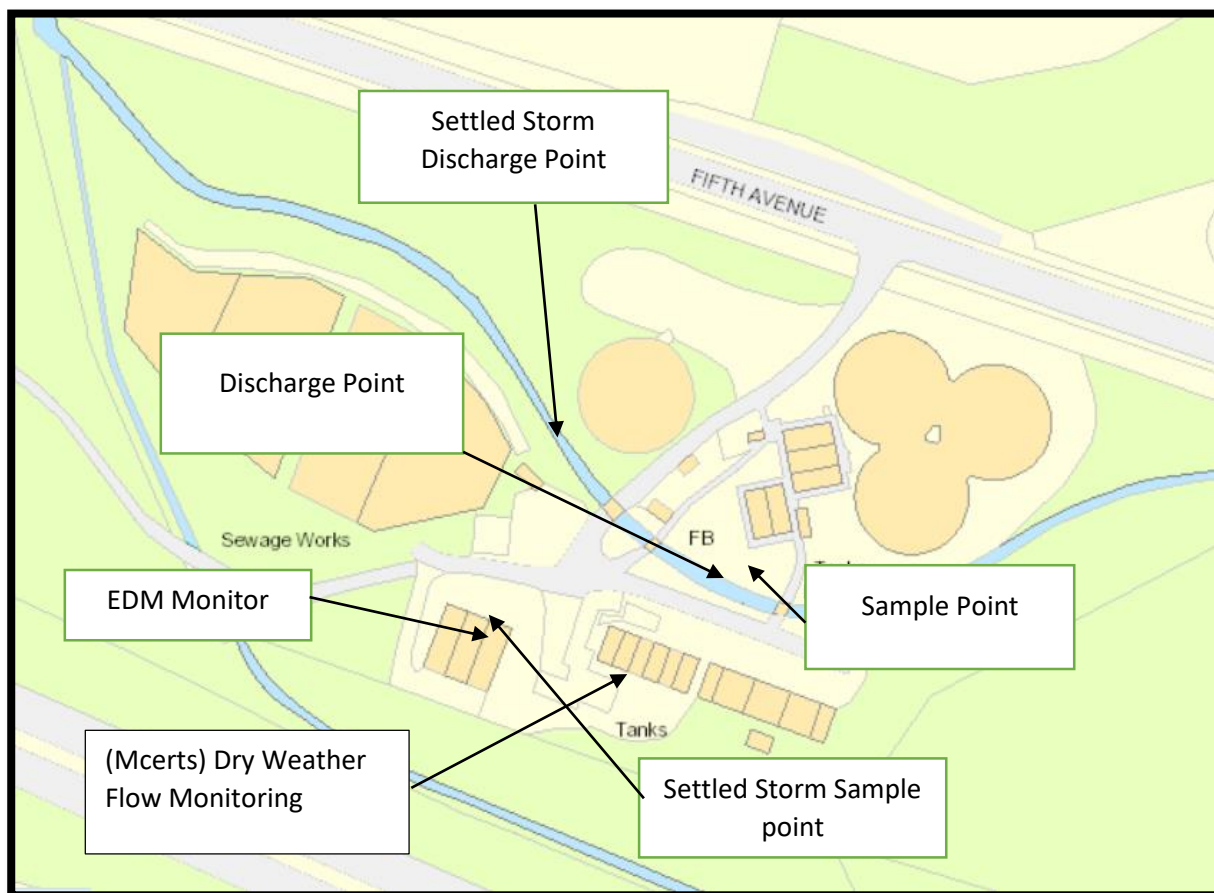 Settled Storm
Discharge Point
FIFTH AVENUE
Discharge Point
Sewage Works
FB
EDM Monitor
Sample Point
(Mcerts) Dry Weather
Flow Monitoring
Tanks
Settled Storm Sample
point